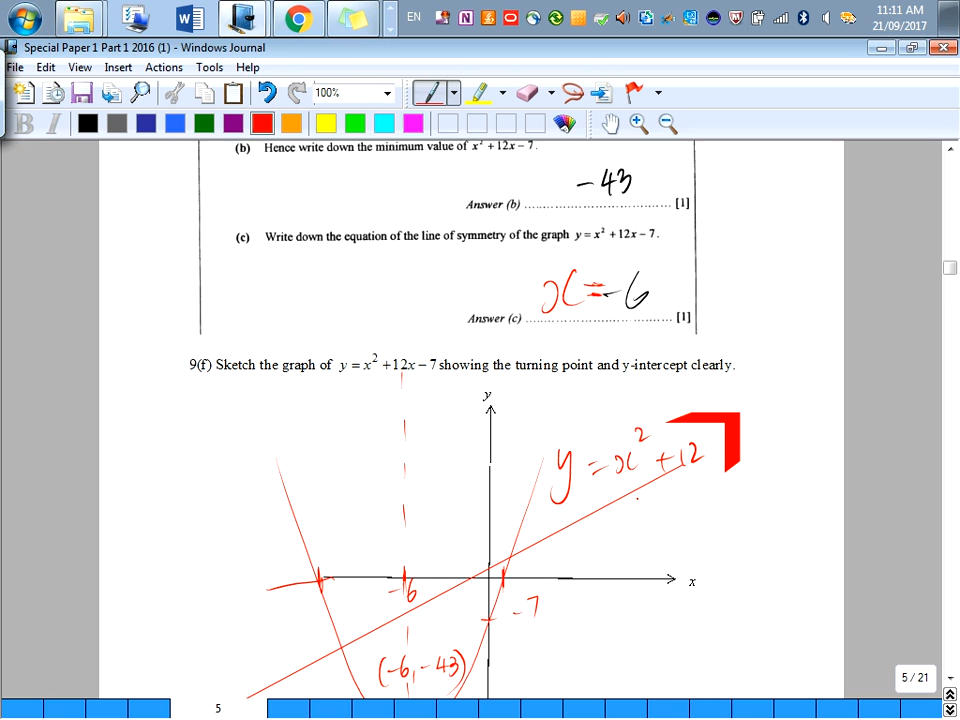 EN
11:11 AM
21/09/2017
Special Paper 1 Part 1 2016 (1) - Windows Journal
File Edit View Insert Actions Tools Help
100%
B I
(b) Hence write down the minimum value of x² + 12x − 7.
−43
Answer (b) ............................................ [1]
(c) Write down the equation of the line of symmetry of the graph y = x² + 12x − 7.
x = −6
Answer (c) ............................................ [1]
9(f) Sketch the graph of y = x² + 12x − 7 showing the turning point and y-intercept clearly.
y
y = x² + 12
x
−6
−7
(−6, −43)
5 / 21
5